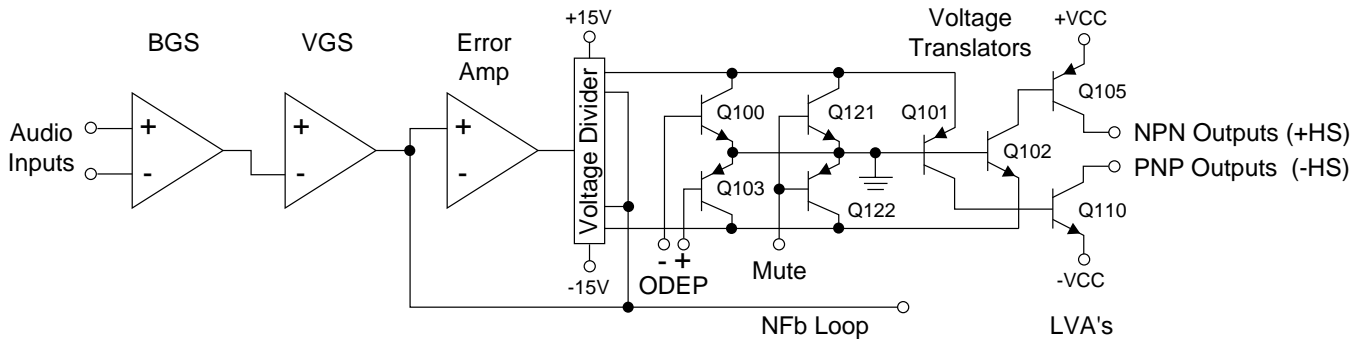 BGS
VGS
Error
Amp
+15V
Voltage
Translators
+VCC
Audio
Inputs
+
-
+
-
+
-
Voltage Divider
Q100
Q121
Q101
Q105
Q102
NPN Outputs (+HS)
PNP Outputs (-HS)
Q103
Q122
Q110
- +
ODEP
Mute
-15V
-VCC
NFb Loop
LVA's